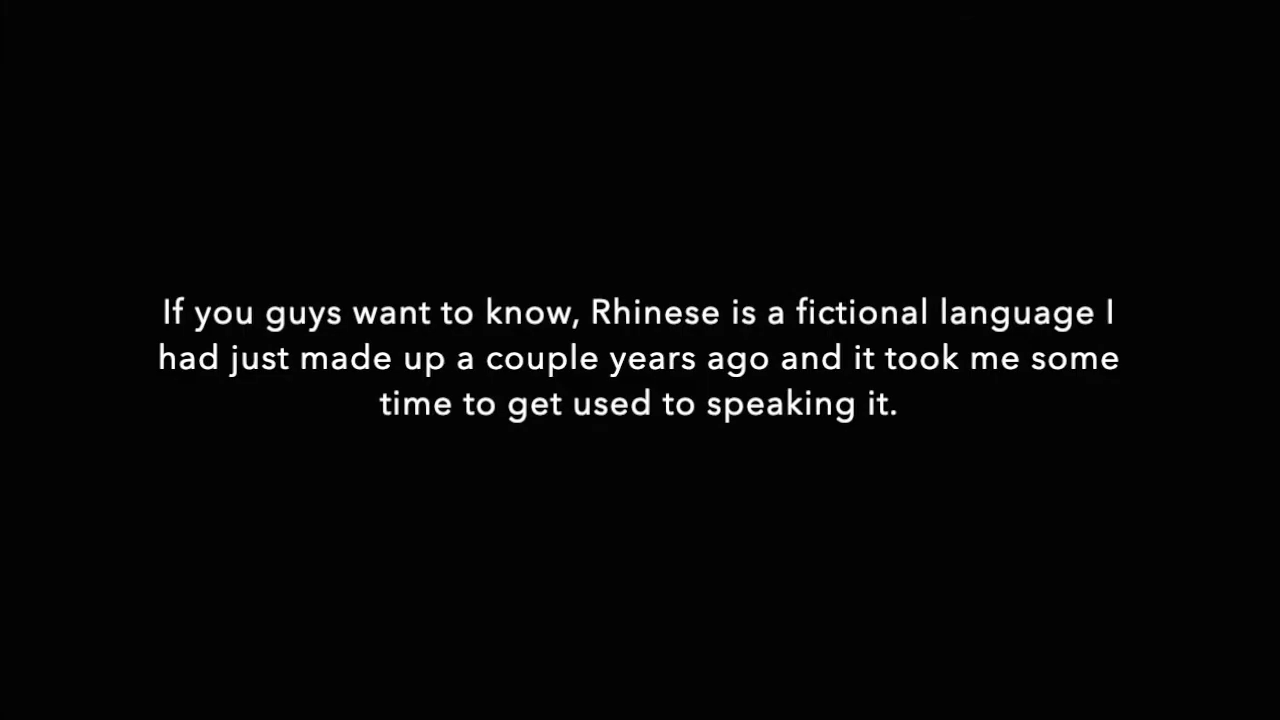 If you guys want to know, Rhinese is a fictional language I
had just made up a couple years ago and it took me some
time to get used to speaking it.